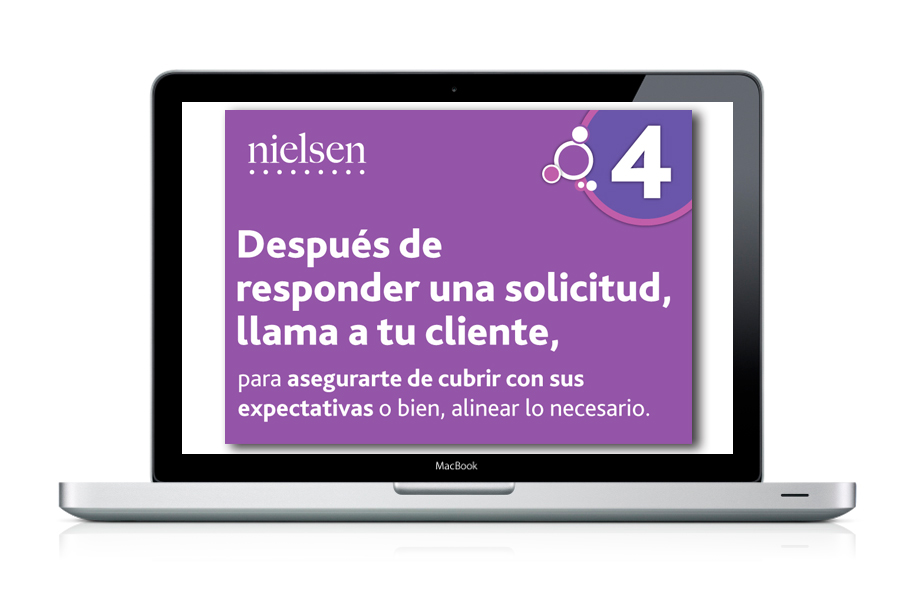 nielsen
4
Después de
responder una solicitud,
llama a tu cliente,
para asegurarte de cubrir con sus
expectativas o bien, alinear lo necesario.
MacBook